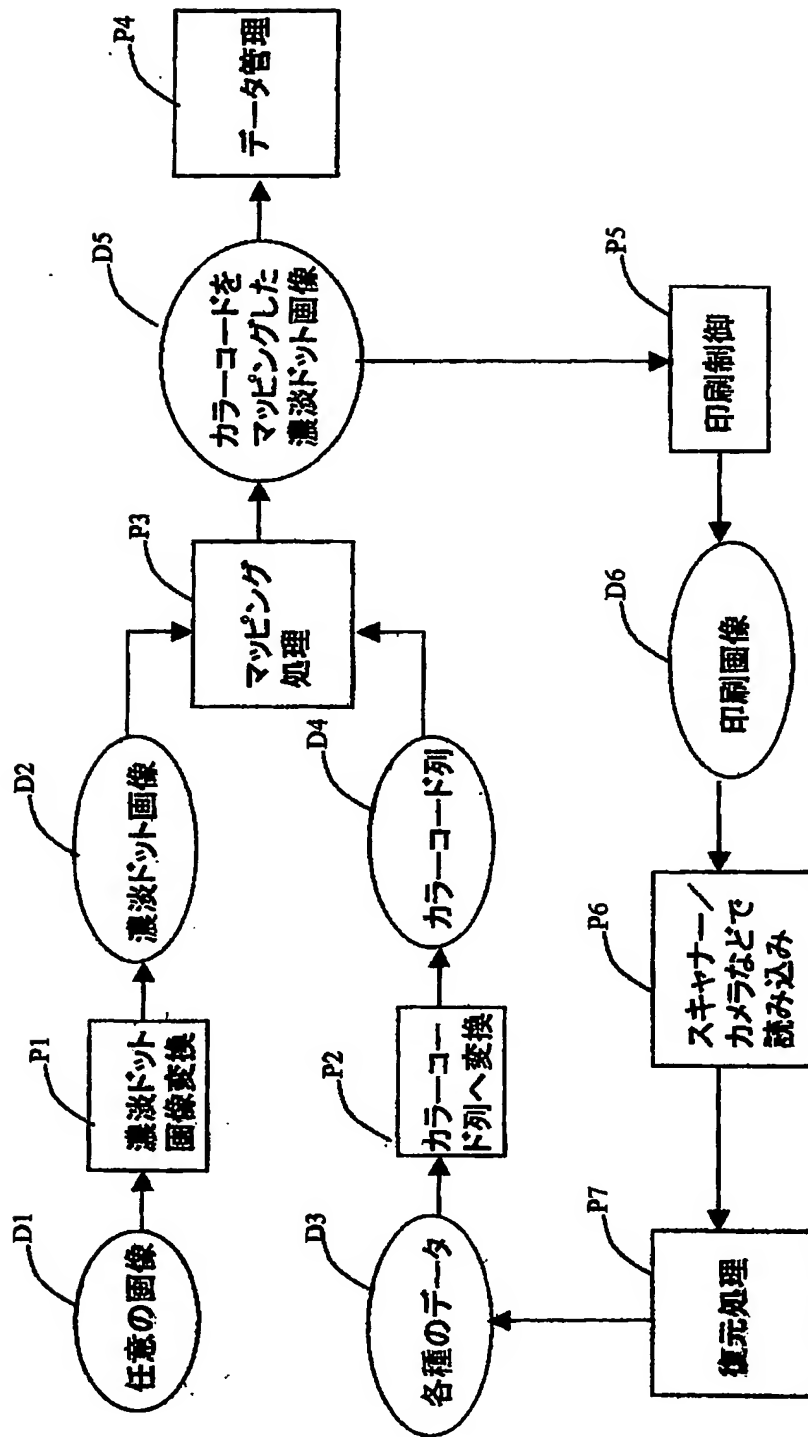 D1
任意の画像
P1
濃淡ドット
画像変換
D2
濃淡ドット画像
P3
マッピング
処理
D5
カラーコードを
マッピングした
濃淡ドット画像
P4
データ管理
D3
各種のデータ
P2
カラーコー
ド列へ変換
D4
カラーコード列
P5
印刷制御
D6
印刷画像
P6
スキャナー/
カメラなどで
読み込み
P7
復元処理